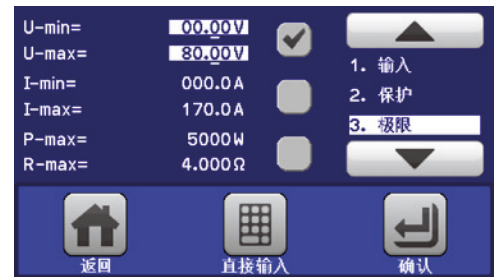 U-min= 00.00V
U-max= 80.00V
I-min= 000.0A
I-max= 170.0A
P-max= 5000W
R-max= 4.000Ω
1. 输入
2. 保护
3. 极限
返回
直接输入
确认